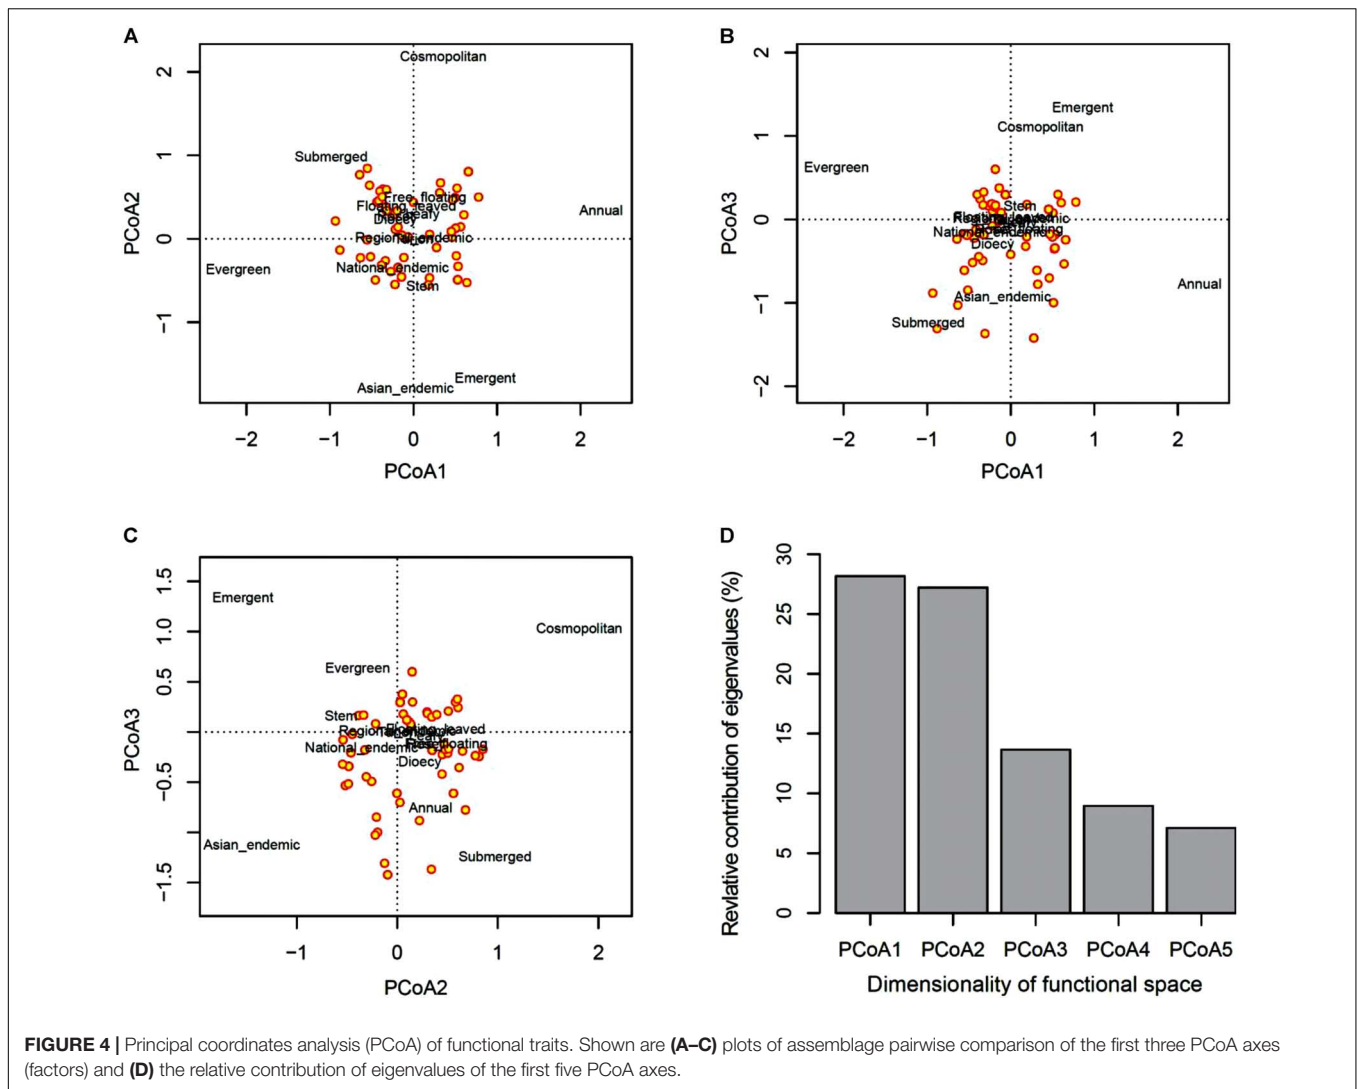 A
Cosmopolitan
Submerged
Free_floating
Floating_leaved
Annual
Dioecy
Regional_endemic
Evergreen
National_endemic
Stem
Emergent
Asian_endemic
2
1
0
−1
−2
−1
0
1
2
PCoA2
PCoA1
B
Emergent
Cosmopolitan
Evergreen
Stem
Floating_leaved
Regional_endemic
National_endemic
Dioecy
Annual
Asian_endemic
Submerged
2
1
0
−1
−2
−2
−1
0
1
2
PCoA3
PCoA1
C
Emergent
Cosmopolitan
Evergreen
Stem
Floating_leaved
Regional_endemic
National_endemic
Free_floating
Dioecy
Annual
Asian_endemic
Submerged
1.5
1.0
0.5
−0.5
−1.5
−1
0
1
2
PCoA3
PCoA2
D
30
25
20
15
10
5
0
Revlative contribution of eigenvalues (%)
PCoA1 PCoA2 PCoA3 PCoA4 PCoA5
Dimensionality of functional space
FIGURE 4 | Principal coordinates analysis (PCoA) of functional traits. Shown are (A–C) plots of assemblage pairwise comparison of the first three PCoA axes
(factors) and (D) the relative contribution of eigenvalues of the first five PCoA axes.